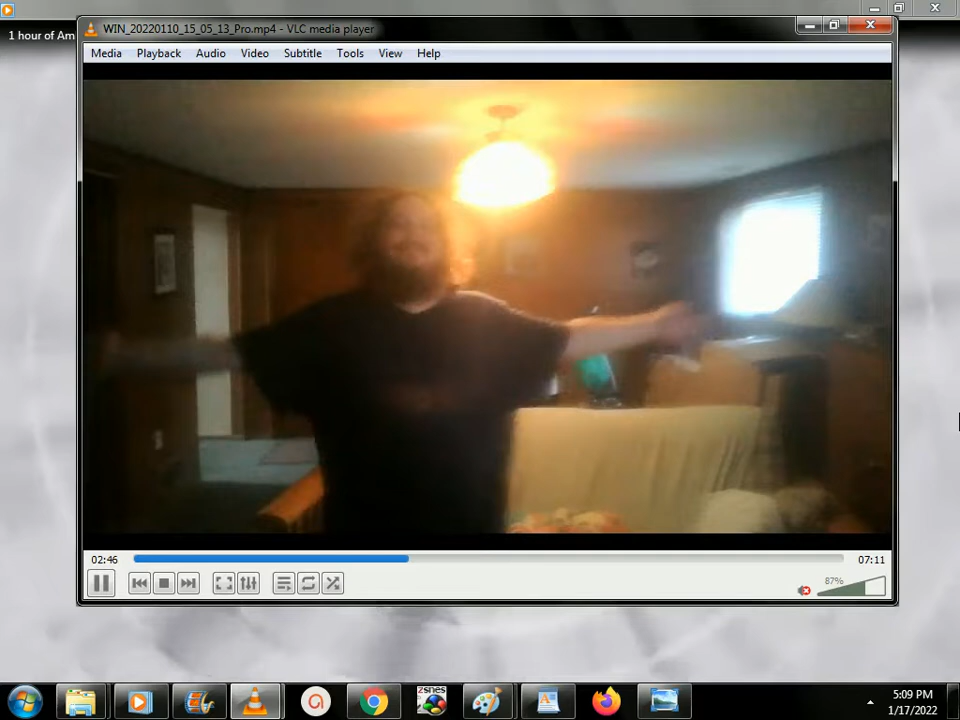 WIN_20220110_15_05_13_Pro.mp4 - VLC media player
1 hour of Am
Media Playback Audio Video Subtitle Tools View Help
02:46
07:11
87%
zsnes
5:09 PM
1/17/2022